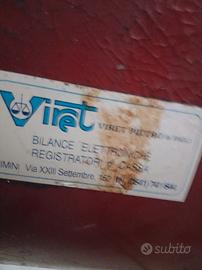 Viret VIRET PIETRO
BILANCE ELETTRONICHE
REGISTRATORI DI CASSA
RIMINI Via XXIII Settembre,
subito